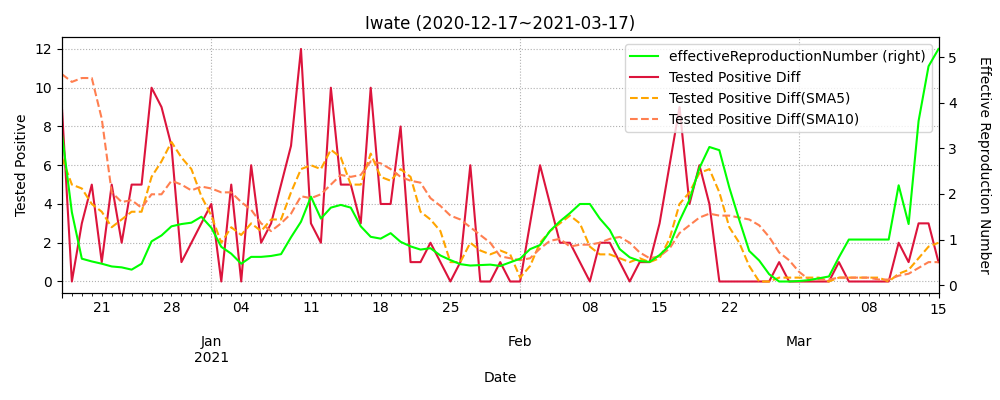 Iwate (2020-12-17~2021-03-17)
effectiveReproductionNumber (right)
Tested Positive Diff
Tested Positive Diff(SMA5)
Tested Positive Diff(SMA10)
Tested Positive
12
10
8
6
4
2
0
Effective Reproduction Number
5
4
3
2
1
0
21 28 04 11 18 25 08 15 22 08 15
Jan Feb Mar
2021
Date